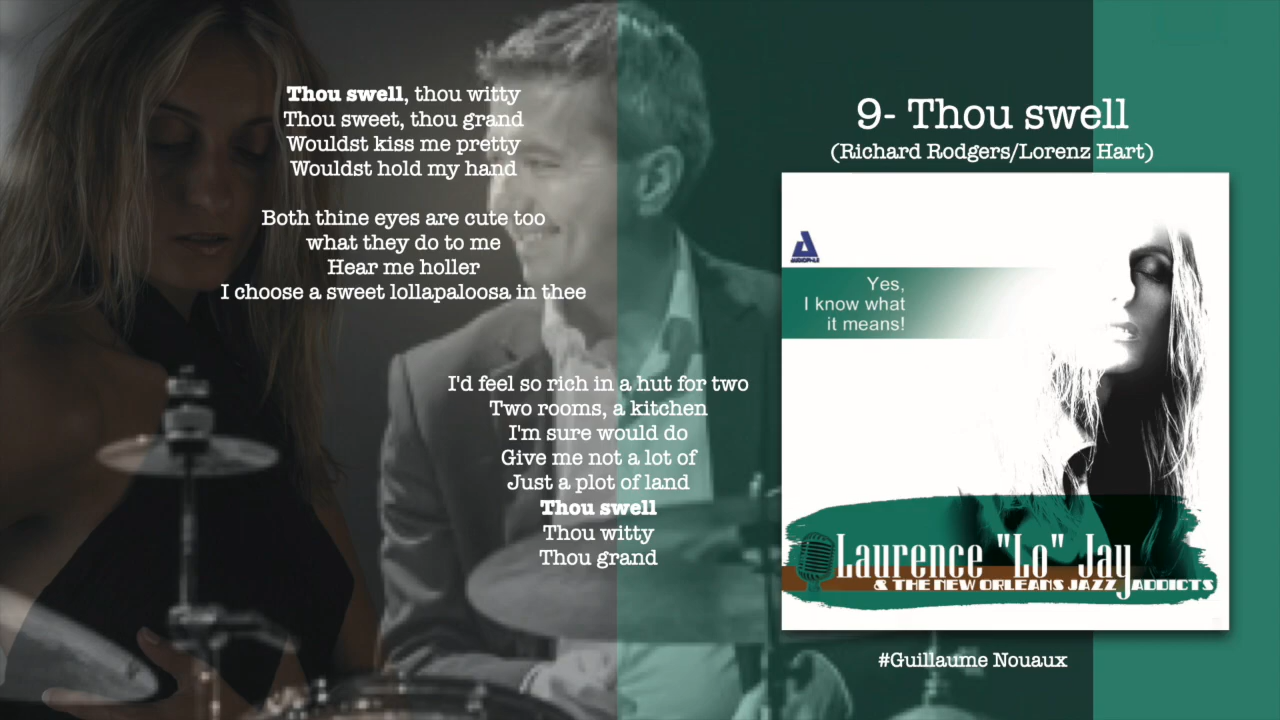 Thou swell, thou witty
Thou sweet, thou grand
Wouldst kiss me pretty
Wouldst hold my hand
Both thine eyes are cute too
what they do to me
Hear me holler
I choose a sweet lollapaloosa in thee
I'd feel so rich in a hut for two
Two rooms, a kitchen
I'm sure would do
Give me not a lot of
Just a plot of land
Thou swell
Thou witty
Thou grand
9- Thou swell
(Richard Rodgers/Lorenz Hart)
AUDIOPHILE
Yes,
I know what
it means!
Laurence "Lo" Jay
& THE NEW ORLEANS JAZZ ADDICTS
#Guillaume Nouaux